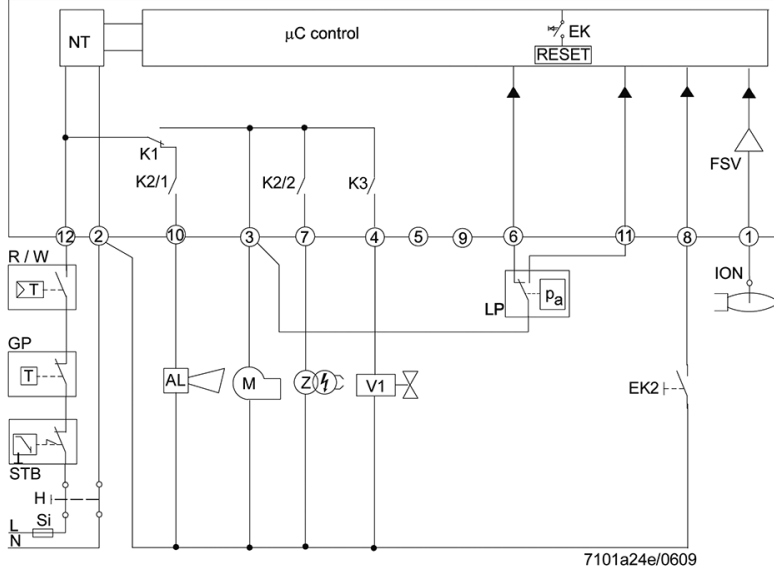 NT
µC control
EK
RESET
FSV
K1
K2/1
K2/2
K3
12
2
10
3
7
4
5
9
6
11
8
1
R / W
T
LP
pa
ION
GP
T
AL
M
Z
V1
EK2
STB
H
L
Si
N
7101a24e/0609